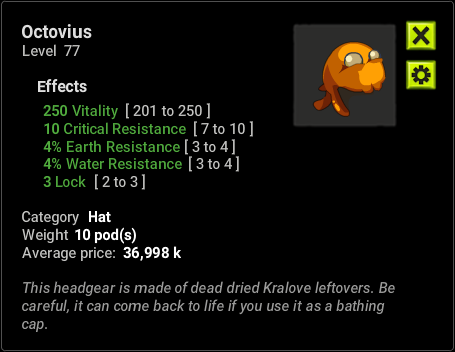 Octovius
Level 77
Effects
250 Vitality [ 201 to 250 ]
10 Critical Resistance [ 7 to 10 ]
4% Earth Resistance [ 3 to 4 ]
4% Water Resistance [ 3 to 4 ]
3 Lock [ 2 to 3 ]
Category Hat
Weight 10 pod(s)
Average price: 36,998 k
This headgear is made of dead dried Kralove leftovers. Be
careful, it can come back to life if you use it as a bathing
cap.